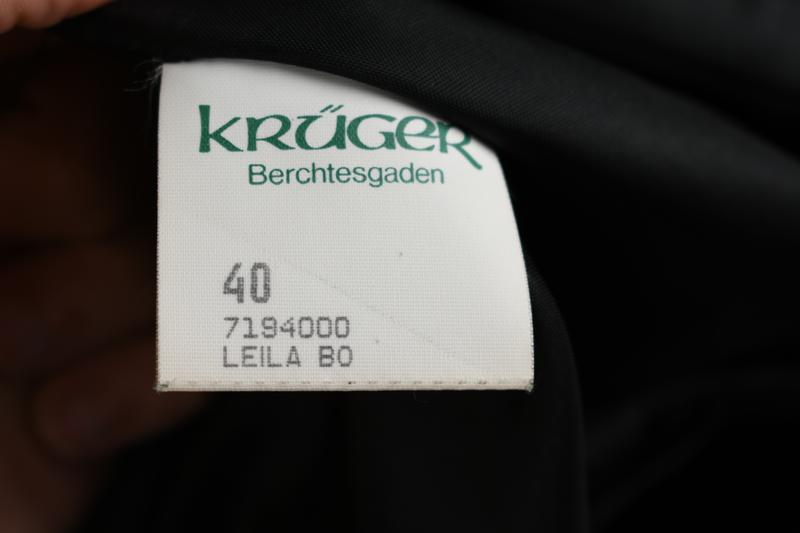 KRÜGER
Berchtesgaden
40
7194000
LEILA BO